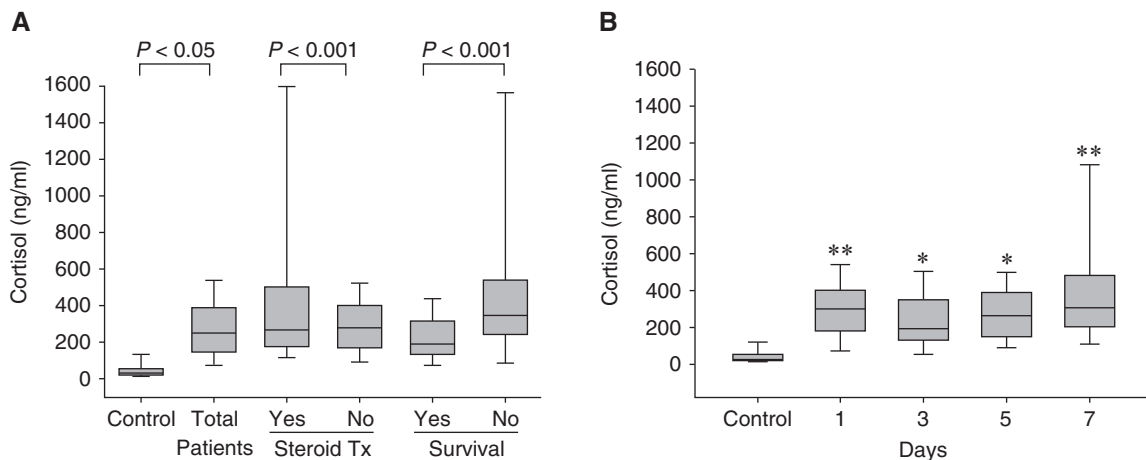 A
P < 0.05
P < 0.001
P < 0.001
Cortisol (ng/ml)
1600
1400
1200
1000
800
600
400
200
0
Control
Total
Patients
Yes
No
Steroid Tx
Yes
No
Survival
B
Cortisol (ng/ml)
1600
1400
1200
1000
800
600
400
200
0
**
*
*
**
Control
1
3
5
7
Days